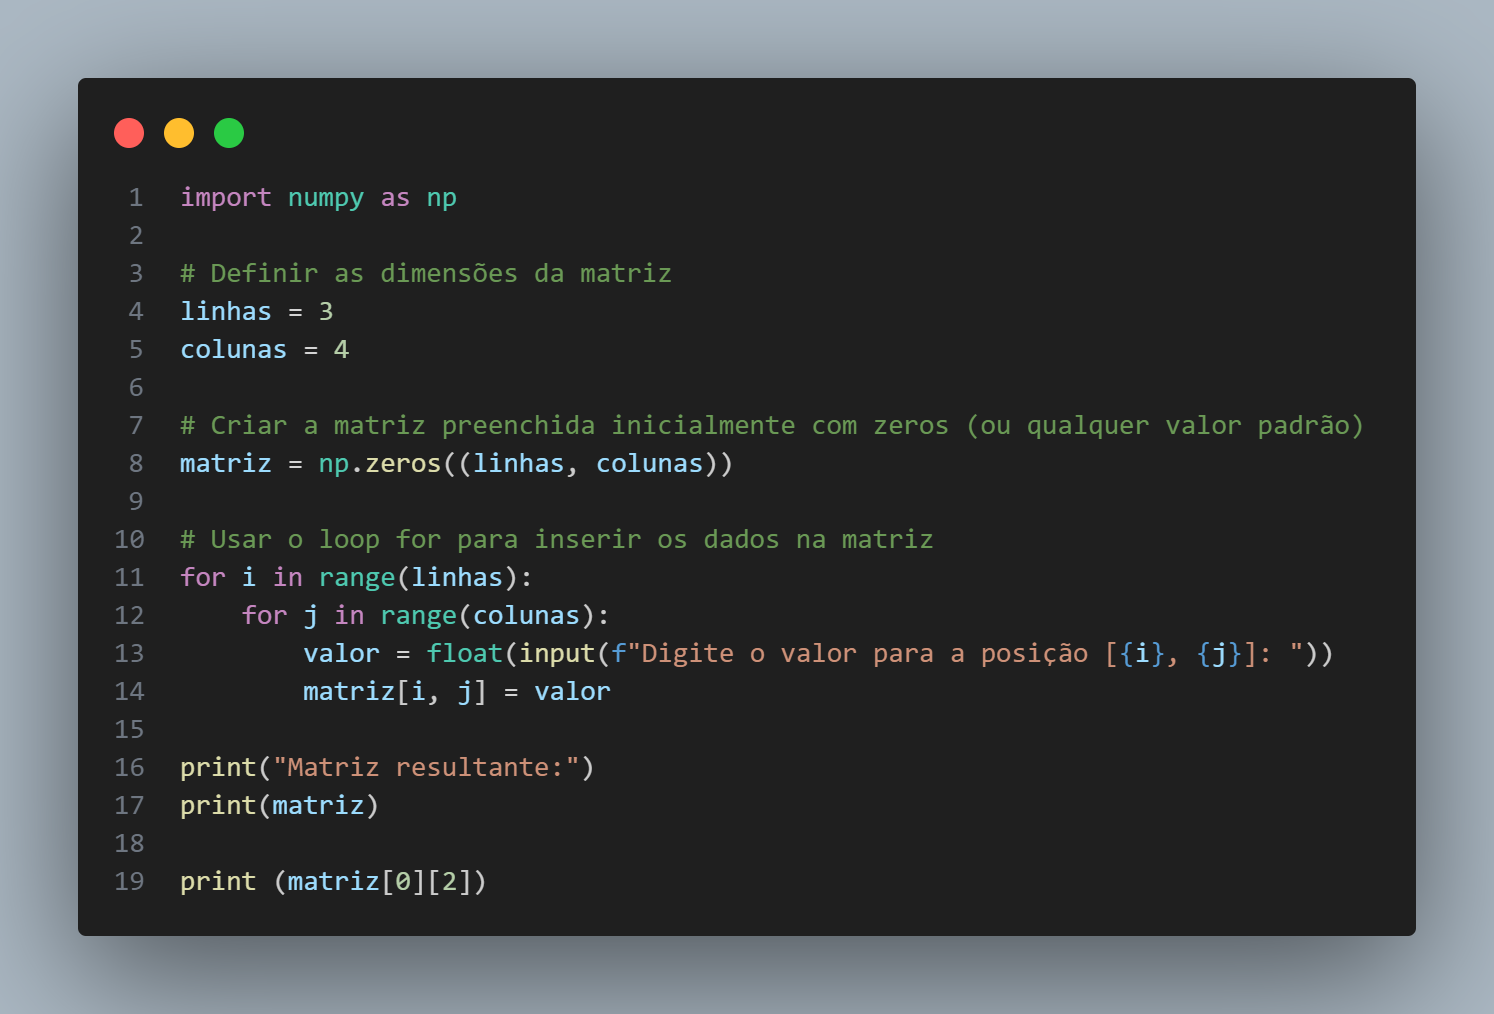 1 import numpy as np
2
3 # Definir as dimensões da matriz
4 linhas = 3
5 colunas = 4
6
7 # Criar a matriz preenchida inicialmente com zeros (ou qualquer valor padrão)
8 matriz = np.zeros((linhas, colunas))
9
10 # Usar o loop for para inserir os dados na matriz
11 for i in range(linhas):
12     for j in range(colunas):
13         valor = float(input(f"Digite o valor para a posição [{i}, {j}]: "))
14         matriz[i, j] = valor
15
16 print("Matriz resultante:")
17 print(matriz)
18
19 print (matriz[0][2])